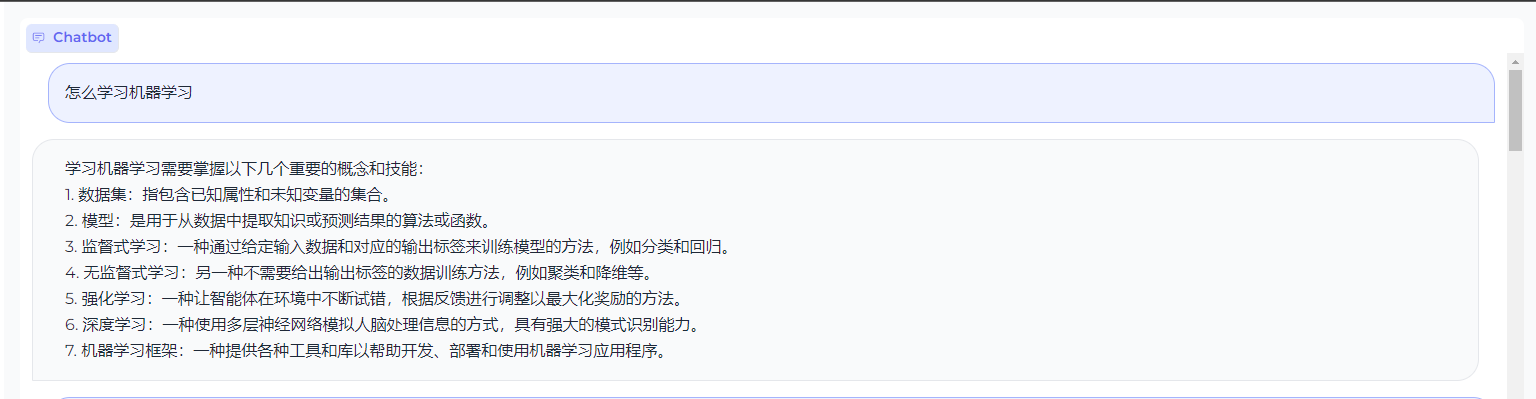 Chatbot
怎么学习机器学习
学习机器学习需要掌握以下几个重要的概念和技能：
1. 数据集：指包含已知属性和未知变量的集合。
2. 模型：是用于从数据中提取知识或预测结果的算法或函数。
3. 监督式学习：一种通过给定输入数据和对应的输出标签来训练模型的方法，例如分类和回归。
4. 无监督式学习：另一种不需要给出输出标签的数据训练方法，例如聚类和降维等。
5. 强化学习：一种让智能体在环境中不断试错，根据反馈进行调整以最大化奖励的方法。
6. 深度学习：一种使用多层神经网络模拟人脑处理信息的方式，具有强大的模式识别能力。
7. 机器学习框架：一种提供各种工具和库以帮助开发、部署和使用机器学习应用程序。